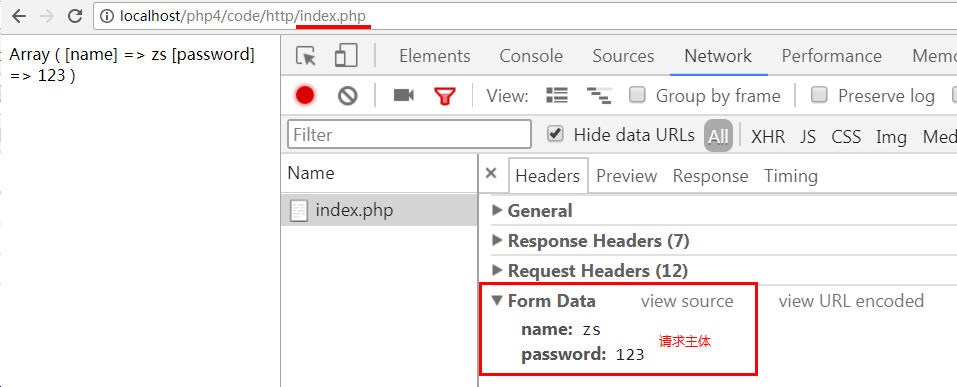 localhost/php4/code/http/index.php
Array ( [name] => zs [password]
=> 123 )
Elements Console Sources Network Performance Memo
View: Group by frame Preserve log
Filter Hide data URLs All XHR JS CSS Img Med
Name
index.php
× Headers Preview Response Timing
General
Response Headers (7)
Request Headers (12)
Form Data view source view URL encoded
name: zs
请求主体
password: 123